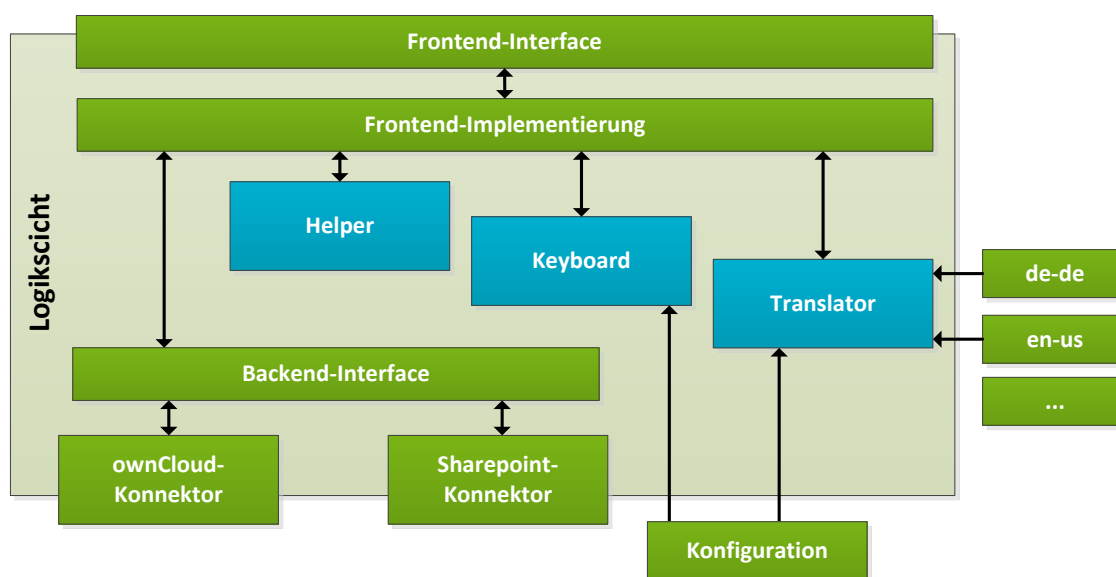 Frontend-Interface
Frontend-Implementierung
Logikscicht
Helper
Keyboard
Translator
de-de
en-us
...
Backend-Interface
ownCloud-
Konnektor
Sharepoint-
Konnektor
Konfiguration